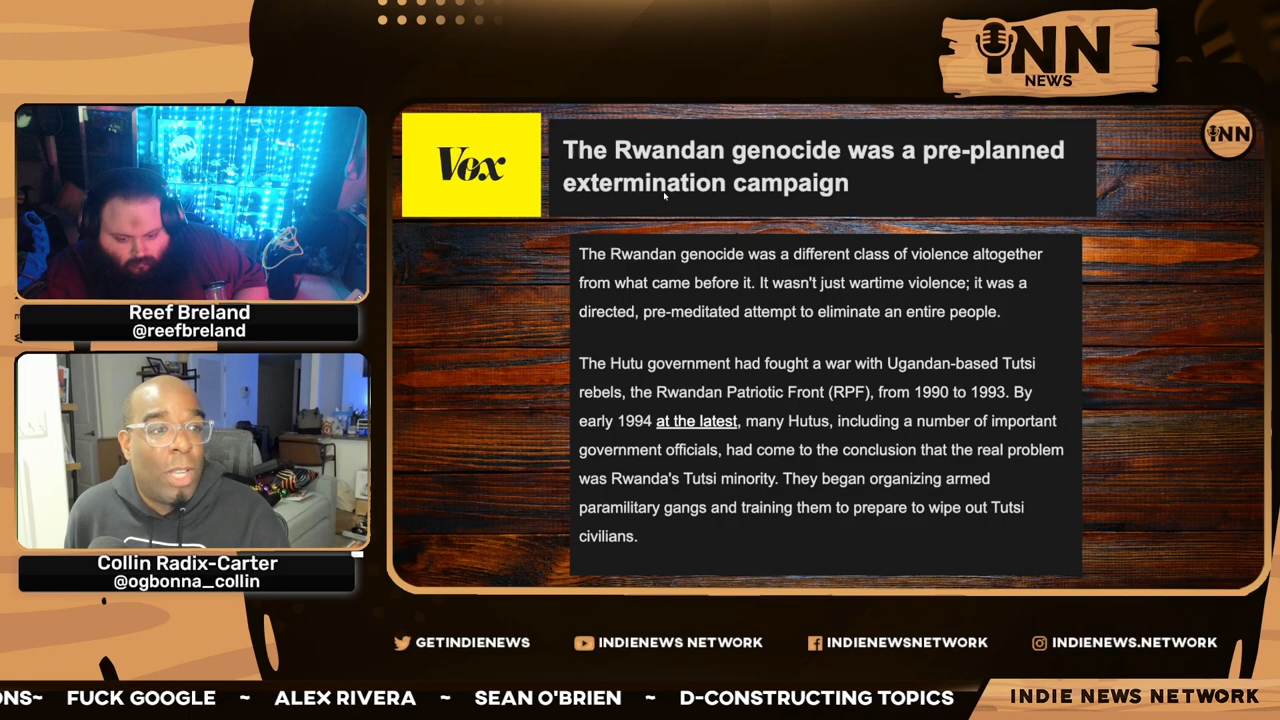 INN
NEWS
INN
Vox
The Rwandan genocide was a pre-planned
extermination campaign
The Rwandan genocide was a different class of violence altogether
from what came before it. It wasn't just wartime violence; it was a
directed, pre-meditated attempt to eliminate an entire people.
The Hutu government had fought a war with Ugandan-based Tutsi
rebels, the Rwandan Patriotic Front (RPF), from 1990 to 1993. By
early 1994 at the latest, many Hutus, including a number of important
government officials, had come to the conclusion that the real problem
was Rwanda's Tutsi minority. They began organizing armed
paramilitary gangs and training them to prepare to wipe out Tutsi
civilians.
Reef Breland
@reefbreland
Collin Radix-Carter
@ogbonna_collin
GETINDIENEWS
INDIENEWS NETWORK
INDIENEWSNETWORK
INDIENEWS.NETWORK
ONS~ FUCK GOOGLE ~ ALEX RIVERA ~ SEAN O'BRIEN ~ D-CONSTRUCTING TOPICS
INDIE NEWS NETWORK